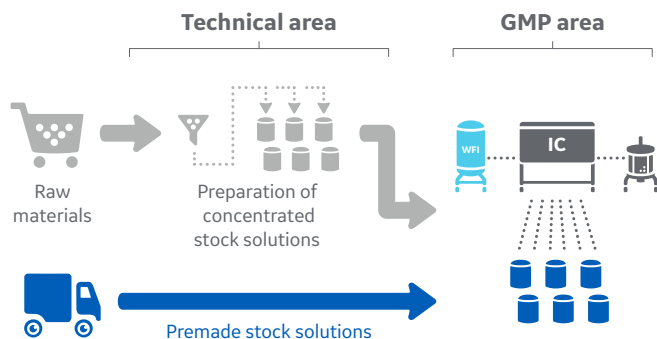 Technical area
GMP area
WFI
IC
Raw
materials
Preparation of
concentrated
stock solutions
Premade stock solutions